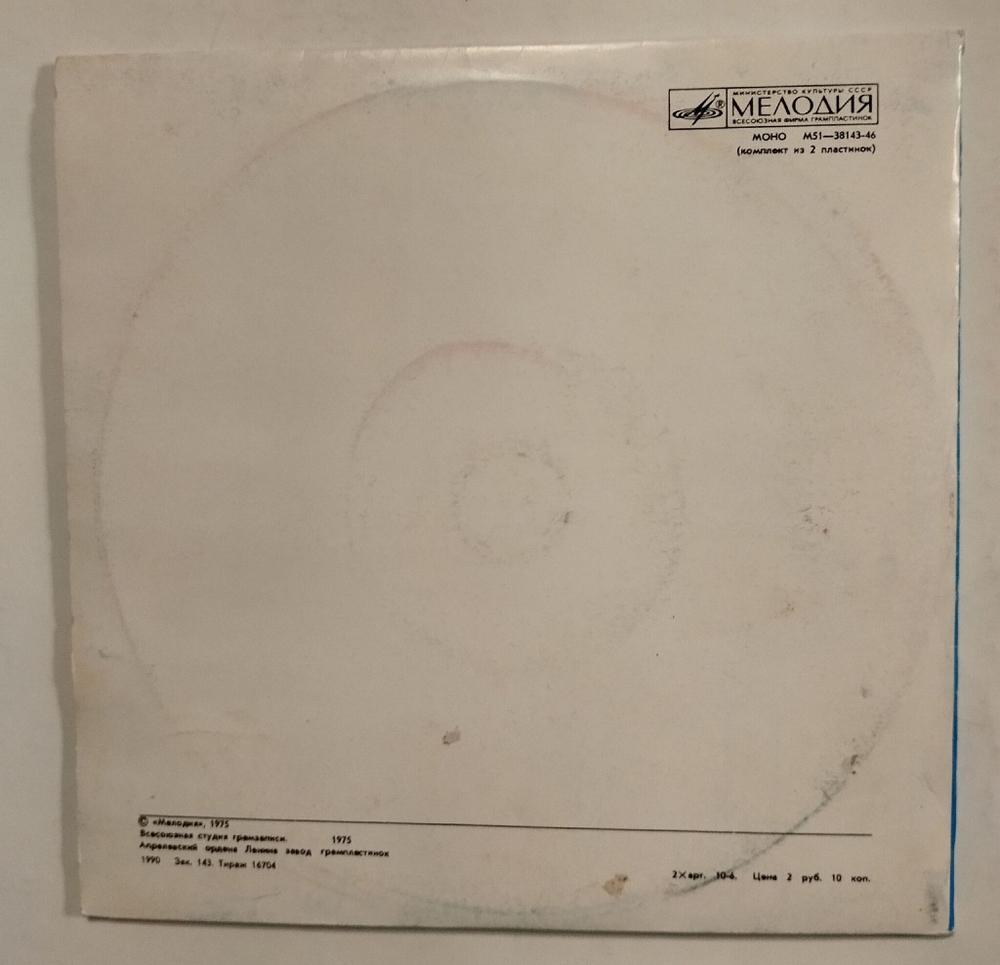 МИНИСТЕРСТВО КУЛЬТУРЫ СССР
® МЕЛОДИЯ
ВСЕСОЮЗНАЯ ФИРМА ГРАМПЛАСТИНОК
МОНО М51—38143-46
(комплект из 2 пластинок)
© «Мелодия», 1975
Всесоюзная студия грамзаписи. 1975
Апрелевский ордена Ленина завод грампластинок
1990 Зак. 143. Тираж 16704
2×арт. 10-6. Цена 2 руб. 10 коп.